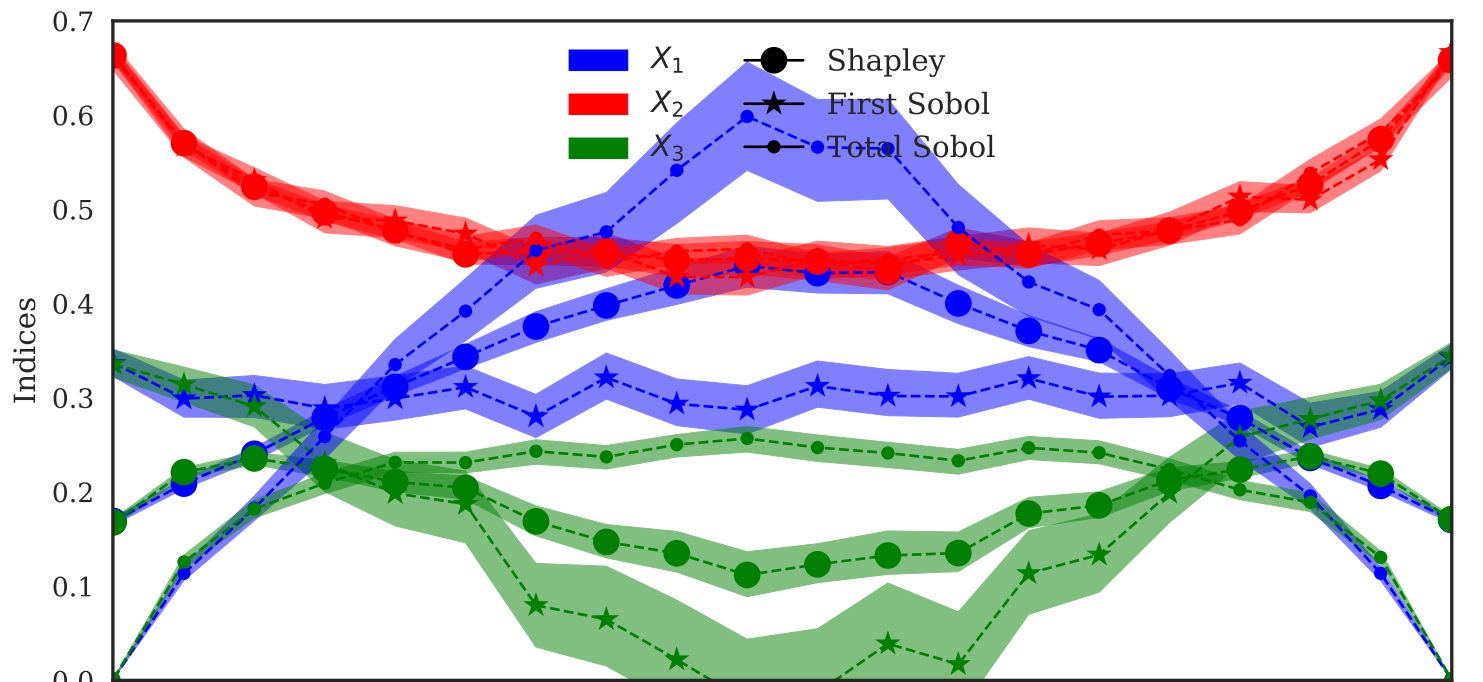 0.7
0.6
0.5
0.4
0.3
0.2
0.1
0.0
Indices
X₁
X₂
X₃
Shapley
First Sobol
Total Sobol